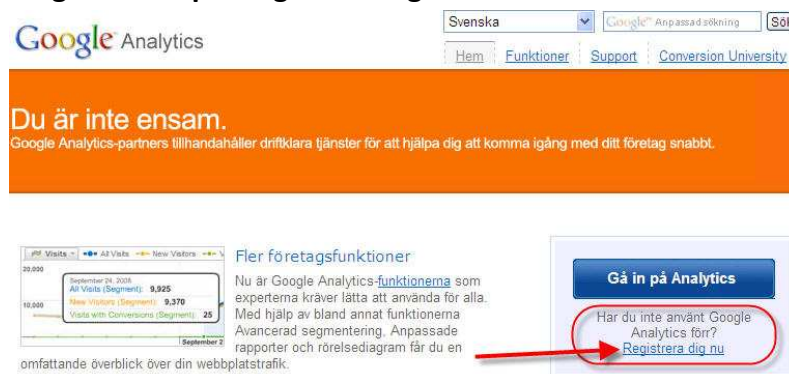 Svenska
Google™ Anpassad sökning
Sök
Google Analytics
Hem Funktioner Support Conversion University
Du är inte ensam.
Google Analytics-partners tillhandahåller driftklara tjänster för att hjälpa dig att komma igång med ditt företag snabbt.
Visits All Visits New Visitors
20,000
September 24, 2008
All Visits (Segment): 9,925
New Visitors (Segment): 9,370
Visits with Conversions (Segment): 25
10,000
September 2
Fler företagsfunktioner
Nu är Google Analytics-funktionerna som
experterna kräver lätta att använda för alla.
Med hjälp av bland annat funktionerna
Avancerad segmentering, Anpassade
rapporter och rörelsediagram får du en
omfattande överblick över din webbplatstrafik.
Gå in på Analytics
Har du inte använt Google
Analytics förr?
Registrera dig nu